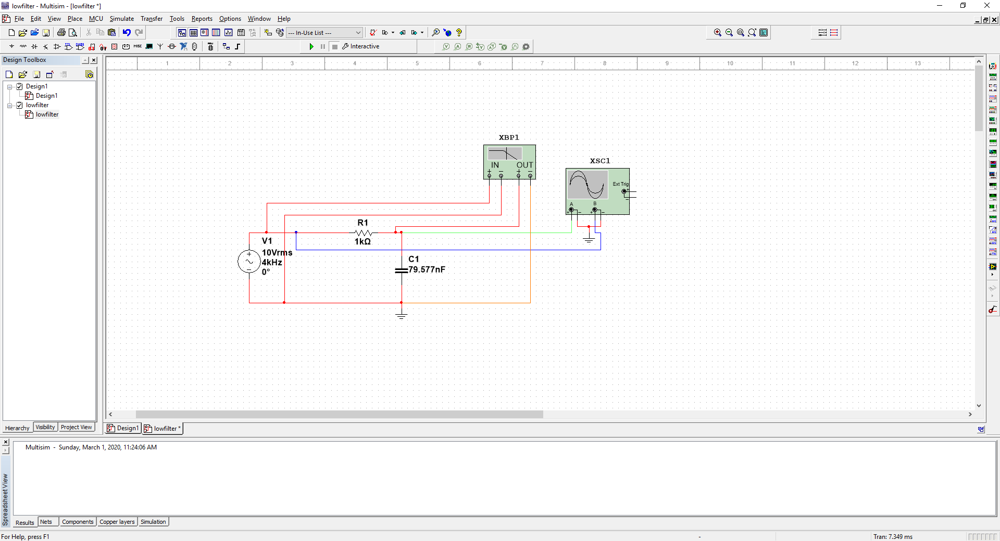 lowfilter - Multisim - [lowfilter *]
File Edit View Place MCU Simulate Transfer Tools Reports Options Window Help
--- In-Use List ---
MISC Interactive
Design Toolbox
1 2 3 4 5 6 7 8 9 10 11 12 13
Design1
Design1
lowfilter
lowfilter
XBP1
IN OUT
+ − + −
XSC1
Ext Trig
+
−
A B
+ − + −
R1
1kΩ
V1
10Vrms
4kHz
0°
C1
79.577nF
Hierarchy Visibility Project View
Design1 lowfilter *
Multisim - Sunday, March 1, 2020, 11:24:06 AM
Spreadsheet View
Results Nets Components Copper layers Simulation
For Help, press F1
-
Tran: 7.349 ms